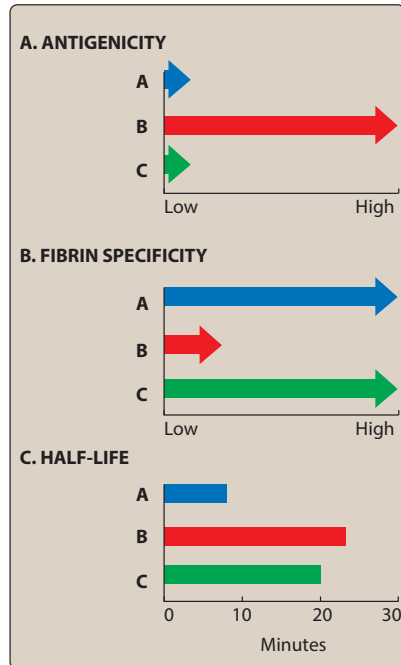 A. ANTIGENICITY
A
B
C
Low High
B. FIBRIN SPECIFICITY
A
B
C
Low High
C. HALF-LIFE
A
B
C
0 10 20 30
Minutes